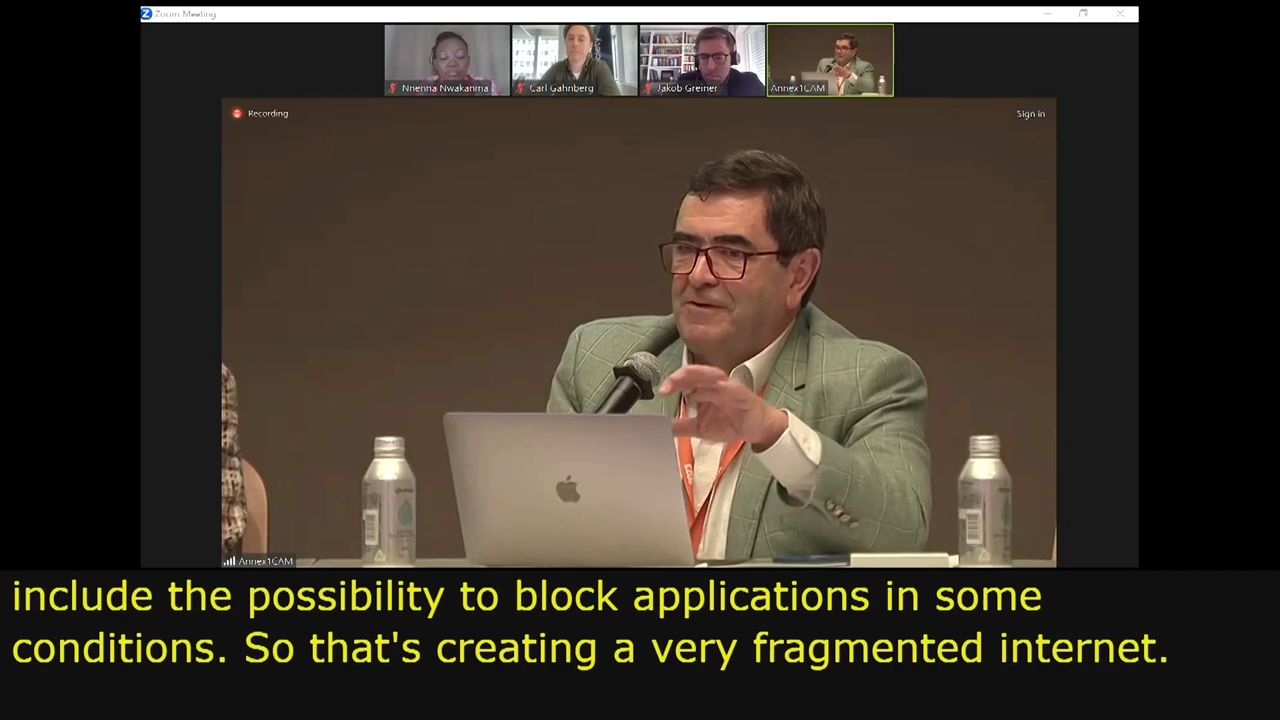 Zoom Meeting
Nnenna Nwakanma
Carl Gahnberg
Jakob Greiner
Annex1CAM
Recording
Sign in
Annex1CAM
include the possibility to block applications in some
conditions. So that's creating a very fragmented internet.